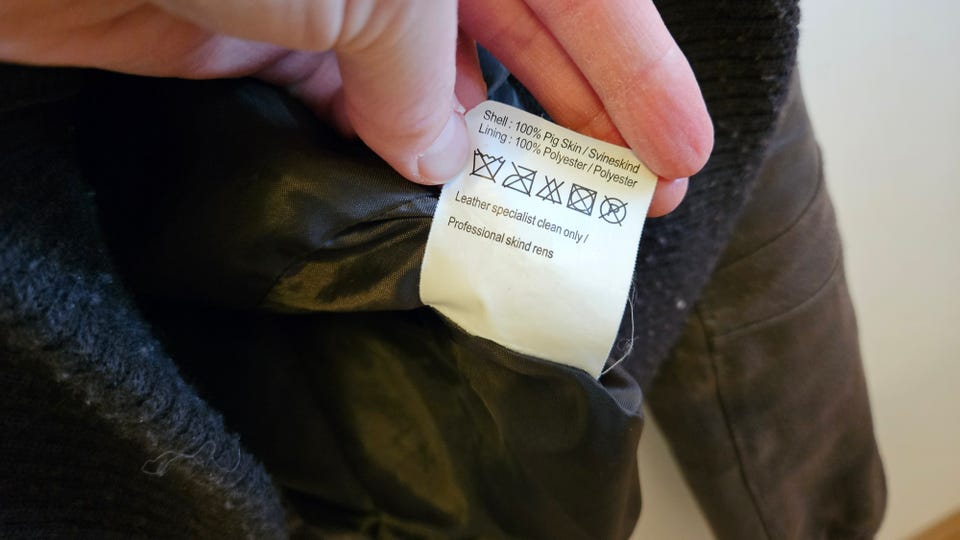 Shell : 100% Pig Skin / Svineskind
Lining : 100% Polyester / Polyester
Leather specialist clean only /
Professional skind rens